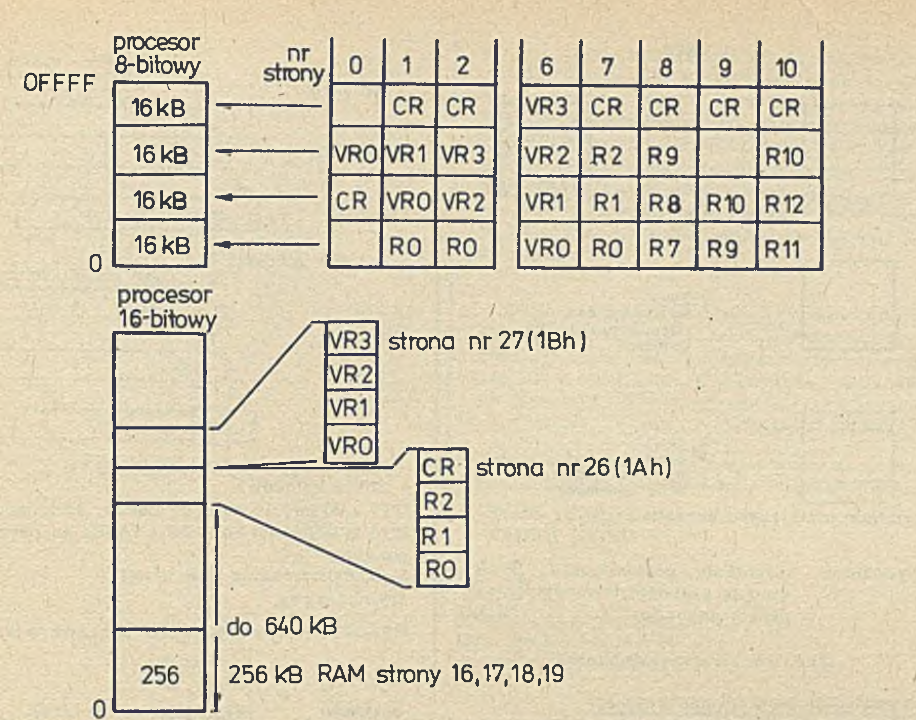 procesor
8-bitowy
nr
strony
0 1 2 6 7 8 9 10
0FFFF
16 kB CR CR VR3 CR CR CR CR
16 kB VR0 VR1 VR3 VR2 R2 R9 R10
16 kB CR VR0 VR2 VR1 R1 R8 R10 R12
16 kB R0 R0 VR0 R0 R7 R9 R11
0
procesor
16-bitowy
VR3 strona nr 27(1Bh)
VR2
VR1
VR0
CR strona nr 26(1Ah)
R2
R1
R0
do 640 kB
256 256 kB RAM strony 16,17,18,19
0